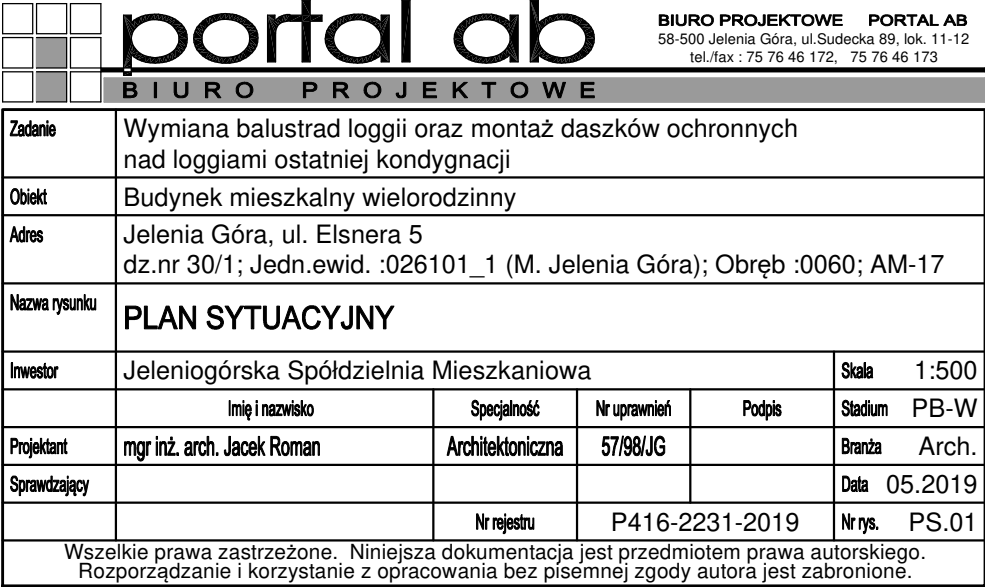 portal ab
BIURO PROJEKTOWE
BIURO PROJEKTOWE PORTAL AB
58-500 Jelenia Góra, ul.Sudecka 89, lok. 11-12
tel./fax : 75 76 46 172, 75 76 46 173
Zadanie Wymiana balustrad loggii oraz montaż daszków ochronnych
nad loggiami ostatniej kondygnacji
Obiekt Budynek mieszkalny wielorodzinny
Adres Jelenia Góra, ul. Elsnera 5
dz.nr 30/1; Jedn.ewid. :026101_1 (M. Jelenia Góra); Obręb :0060; AM-17
Nazwa rysunku PLAN SYTUACYJNY
Inwestor Jeleniogórska Spółdzielnia Mieszkaniowa Skala 1:500
Imię i nazwisko Specjalność Nr uprawnień Podpis Stadium PB-W
Projektant mgr inż. arch. Jacek Roman Architektoniczna 57/98/JG Branża Arch.
Sprawdzający Data 05.2019
Nr rejestru P416-2231-2019 Nr rys. PS.01
Wszelkie prawa zastrzeżone. Niniejsza dokumentacja jest przedmiotem prawa autorskiego.
Rozporządzanie i korzystanie z opracowania bez pisemnej zgody autora jest zabronione.